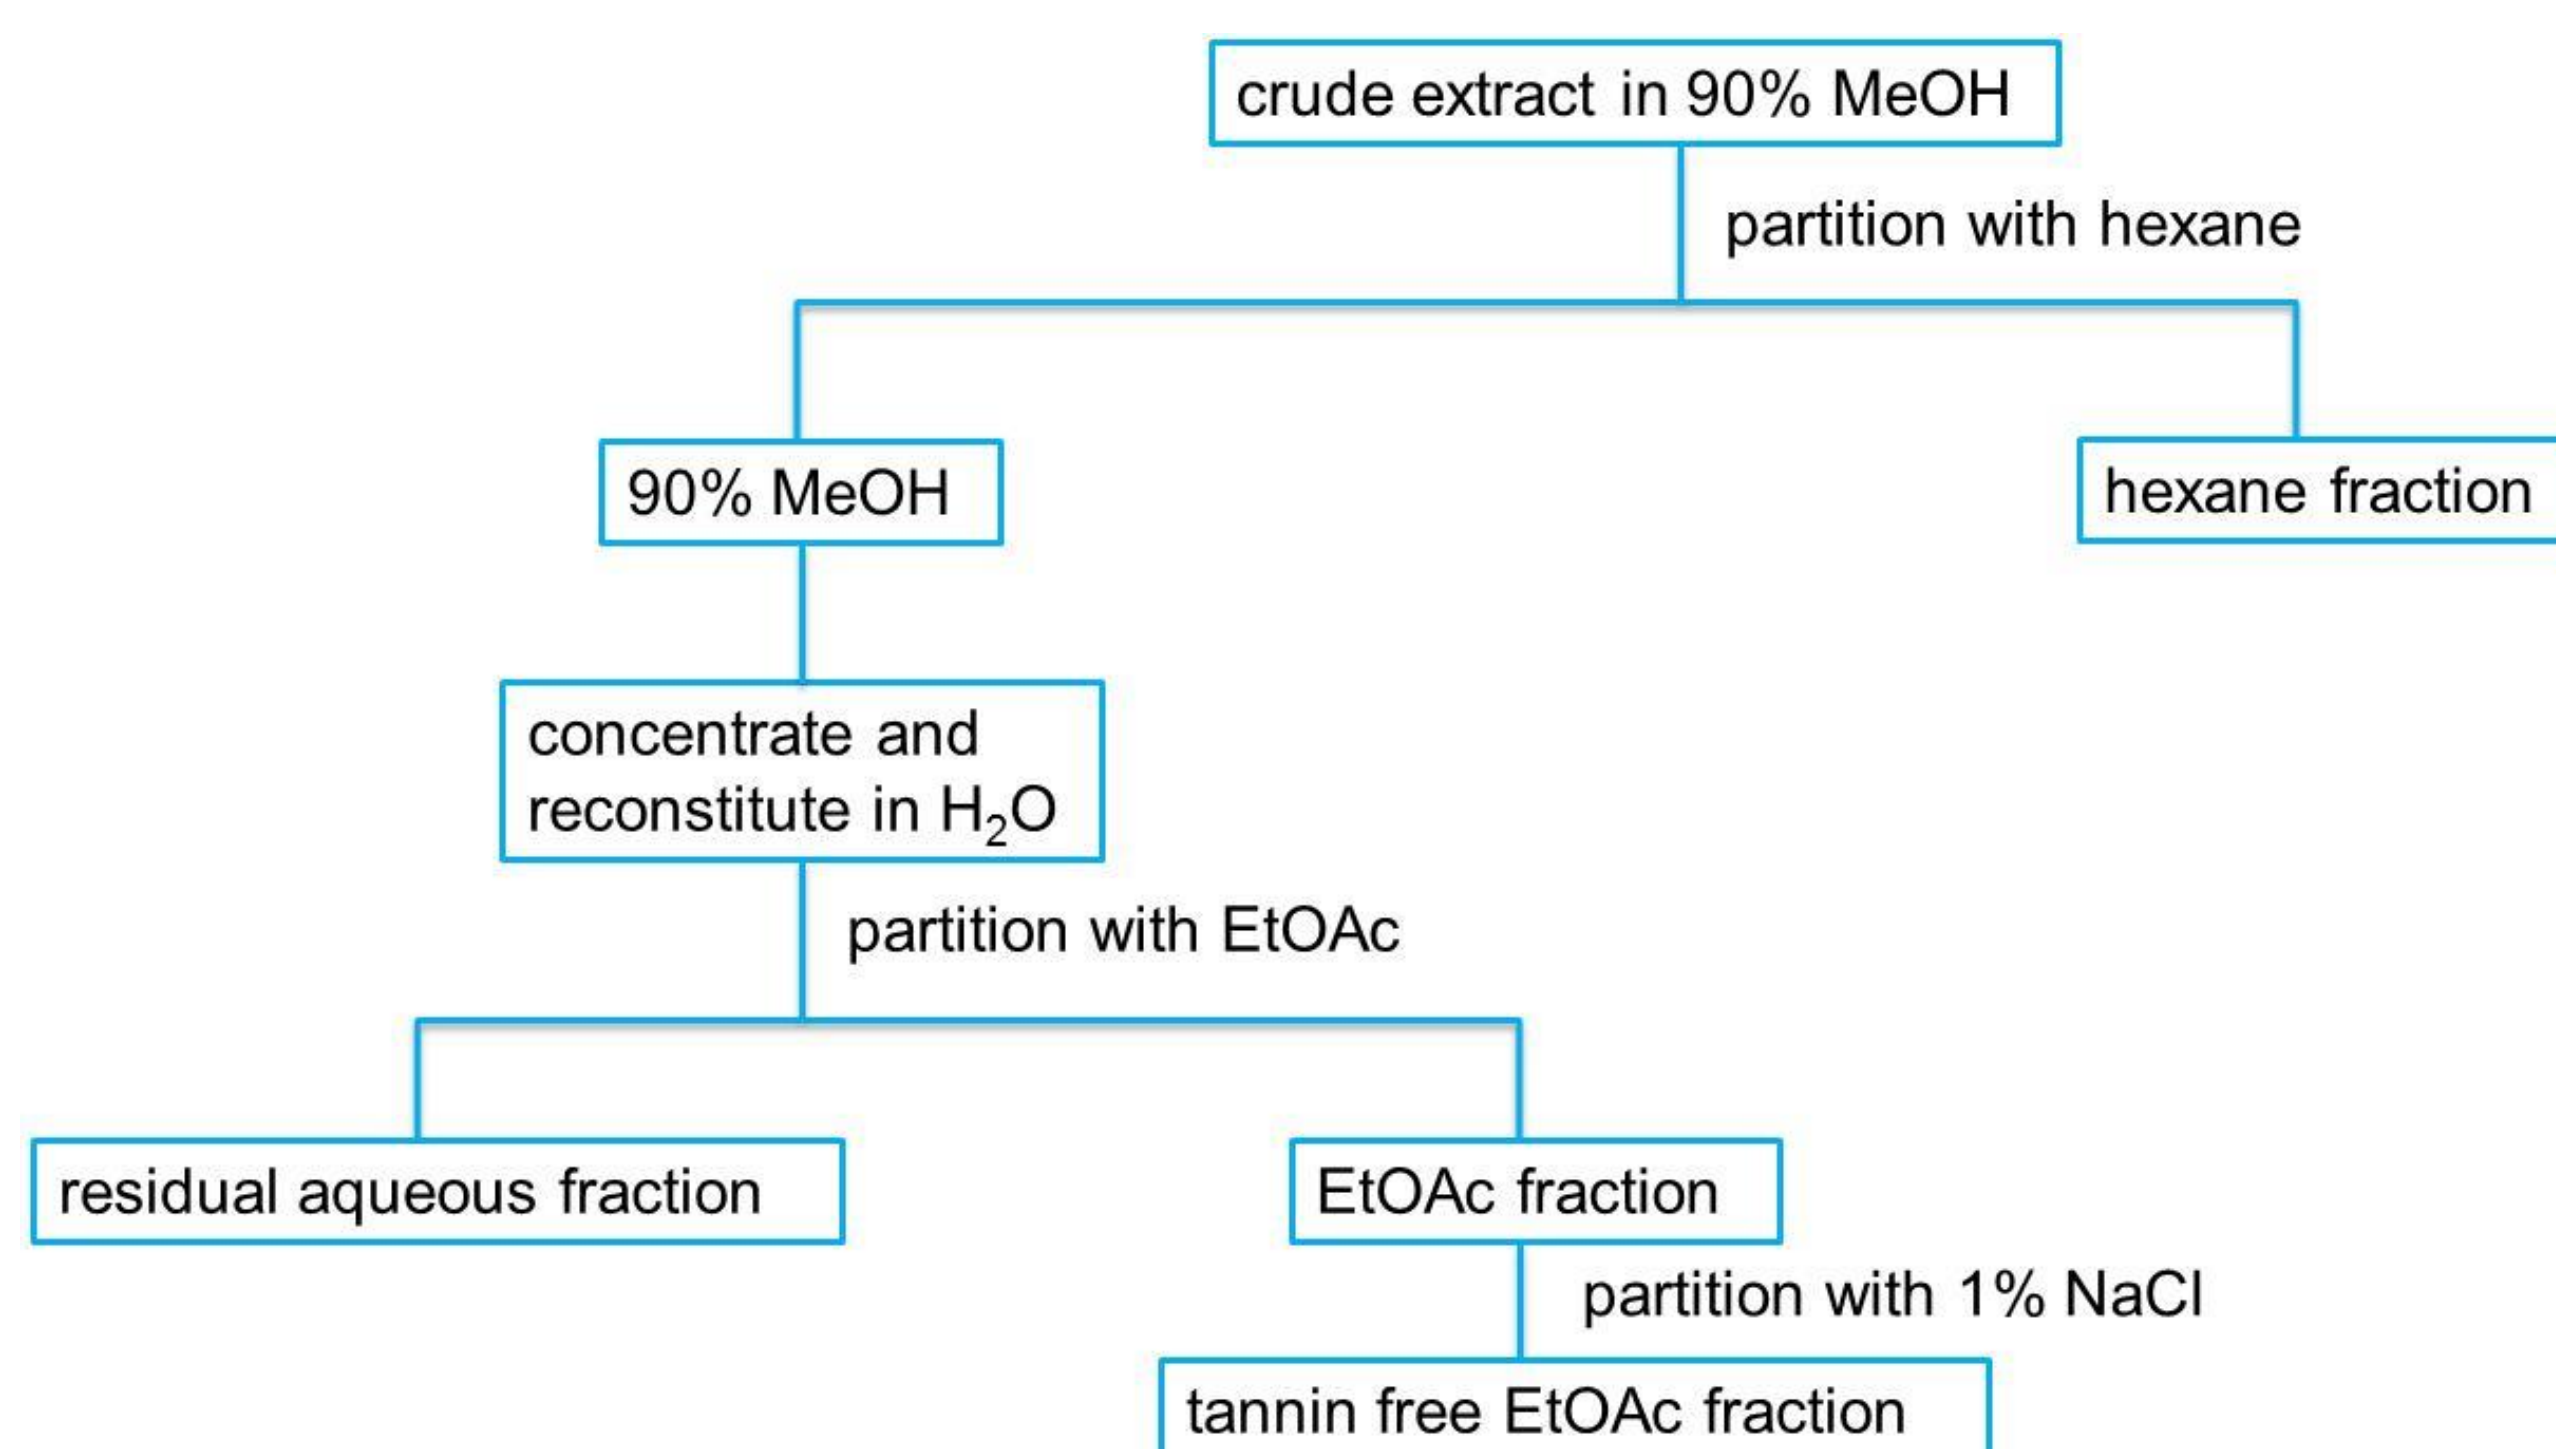 crude extract in 90% MeOH
partition with hexane
90% MeOH
hexane fraction
concentrate and
reconstitute in H₂O
partition with EtOAc
residual aqueous fraction
EtOAc fraction
partition with 1% NaCl
tannin free EtOAc fraction